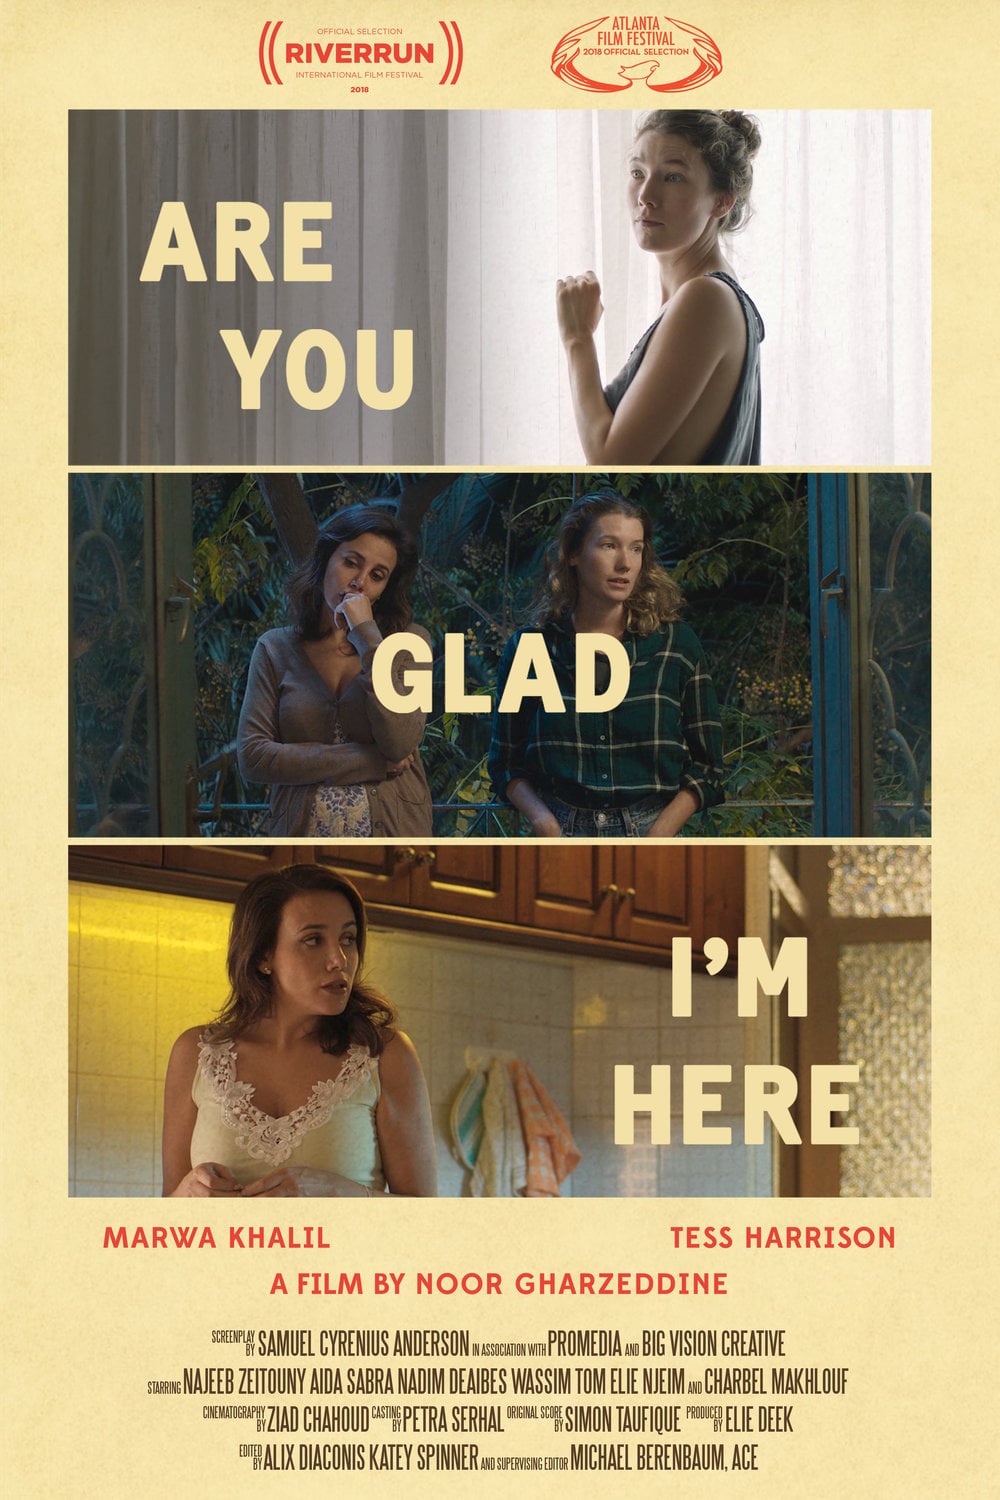 OFFICIAL SELECTION
RIVERRUN
INTERNATIONAL FILM FESTIVAL
2018
ATLANTA
FILM FESTIVAL
2018 OFFICIAL SELECTION
ARE
YOU
GLAD
I'M
HERE
MARWA KHALIL TESS HARRISON
A FILM BY NOOR GHARZEDDINE
SCREENPLAY BY SAMUEL CYRENIUS ANDERSON IN ASSOCIATION WITH PROMEDIA AND BIG VISION CREATIVE
STARRING NAJEEB ZEITOUNY AIDA SABRA NADIM DEAIBES WASSIM TOM ELIE NJEIM AND CHARBEL MAKHLOUF
CINEMATOGRAPHY BY ZIAD CHAHOUD CASTING BY PETRA SERHAL ORIGINAL SCORE BY SIMON TAUFIQUE PRODUCED BY ELIE DEEK
EDITED BY ALIX DIACONIS KATEY SPINNER AND SUPERVISING EDITOR MICHAEL BERENBAUM, ACE